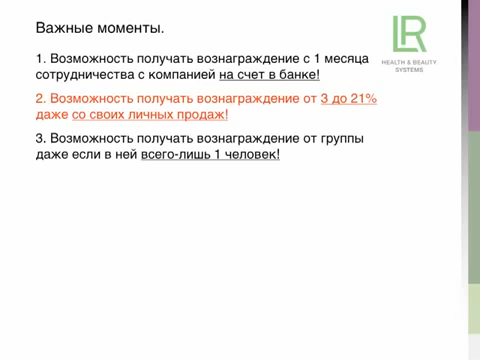 Важные моменты.
LR
HEALTH & BEAUTY
SYSTEMS
1. Возможность получать вознаграждение с 1 месяца
сотрудничества с компанией на счет в банке!
2. Возможность получать вознаграждение от 3 до 21%
даже со своих личных продаж!
3. Возможность получать вознаграждение от группы
даже если в ней всего-лишь 1 человек!